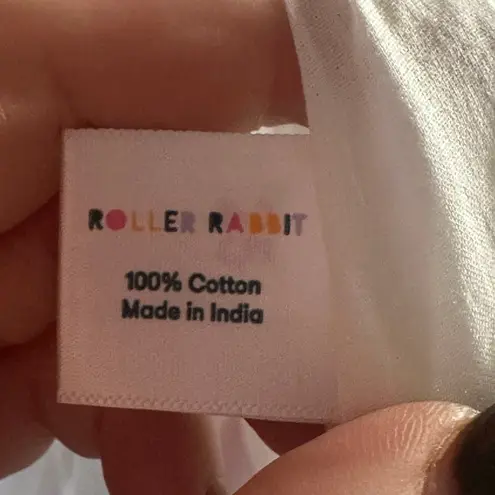 ROLLER RABBIT
100% Cotton
Made in India